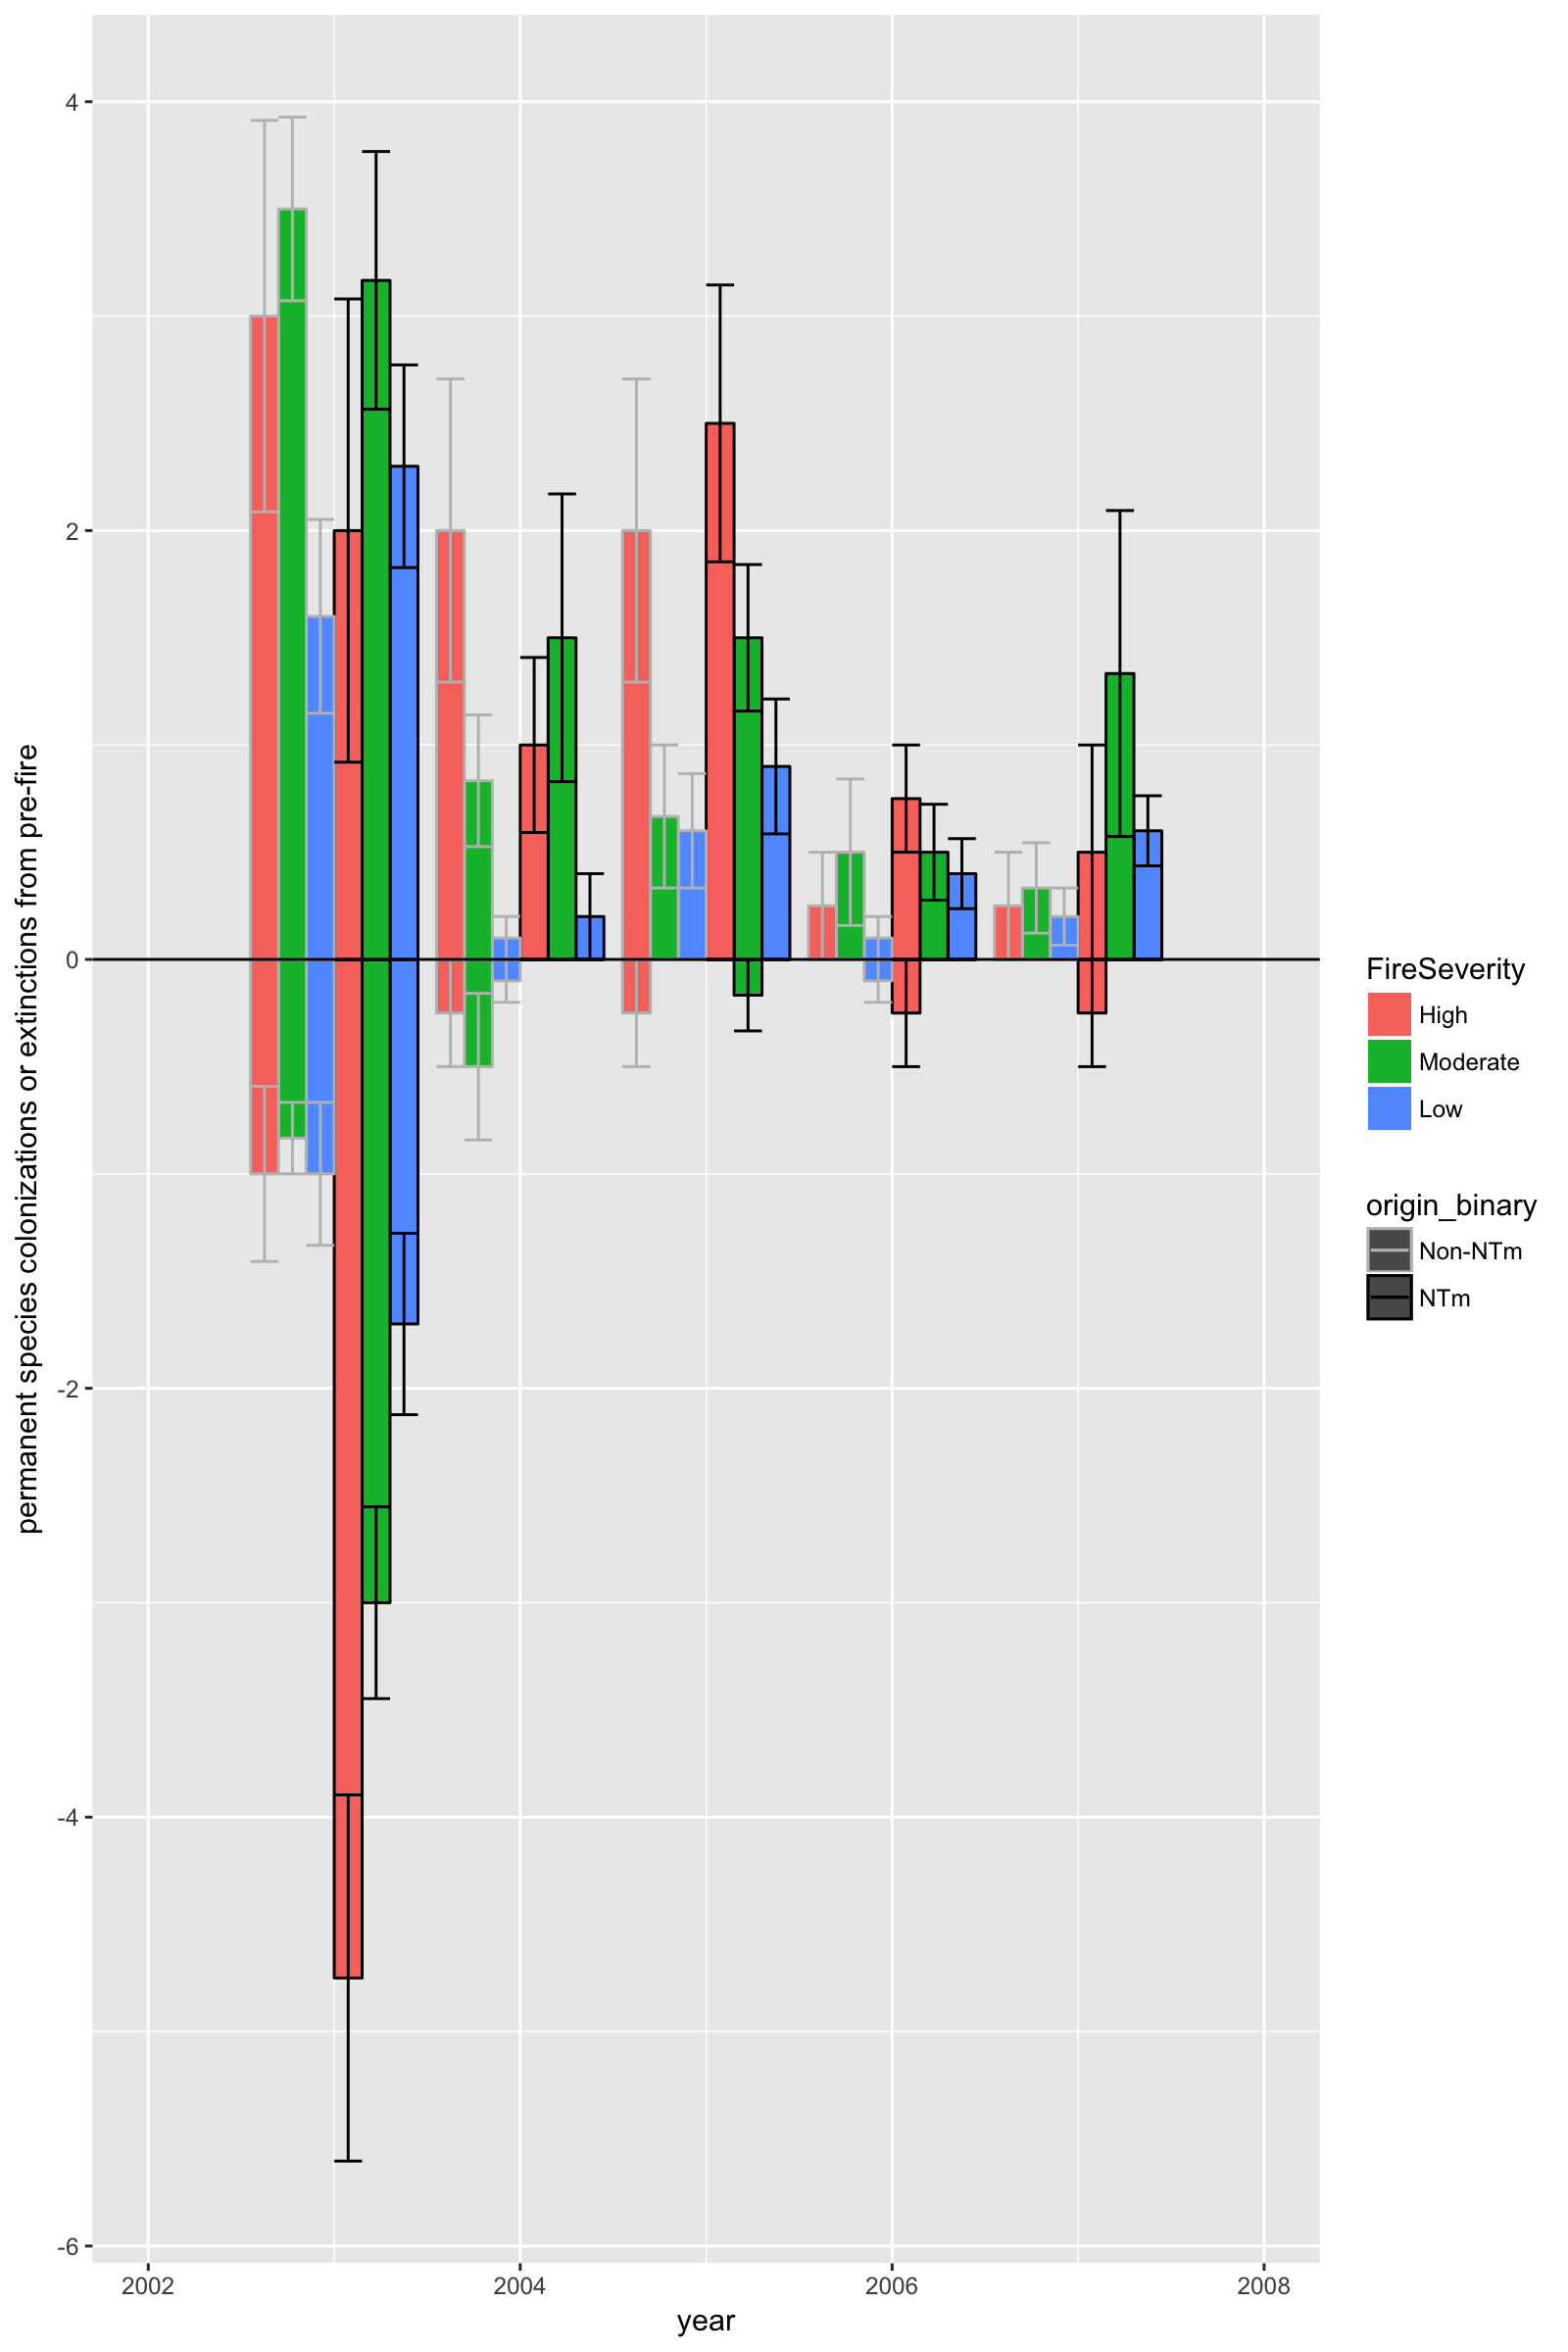 permanent species colonizations or extinctions from pre-fire
4
2
0
-2
-4
-6
2002
2004
2006
2008
year
FireSeverity
High
Moderate
Low
origin_binary
Non-NTm
NTm